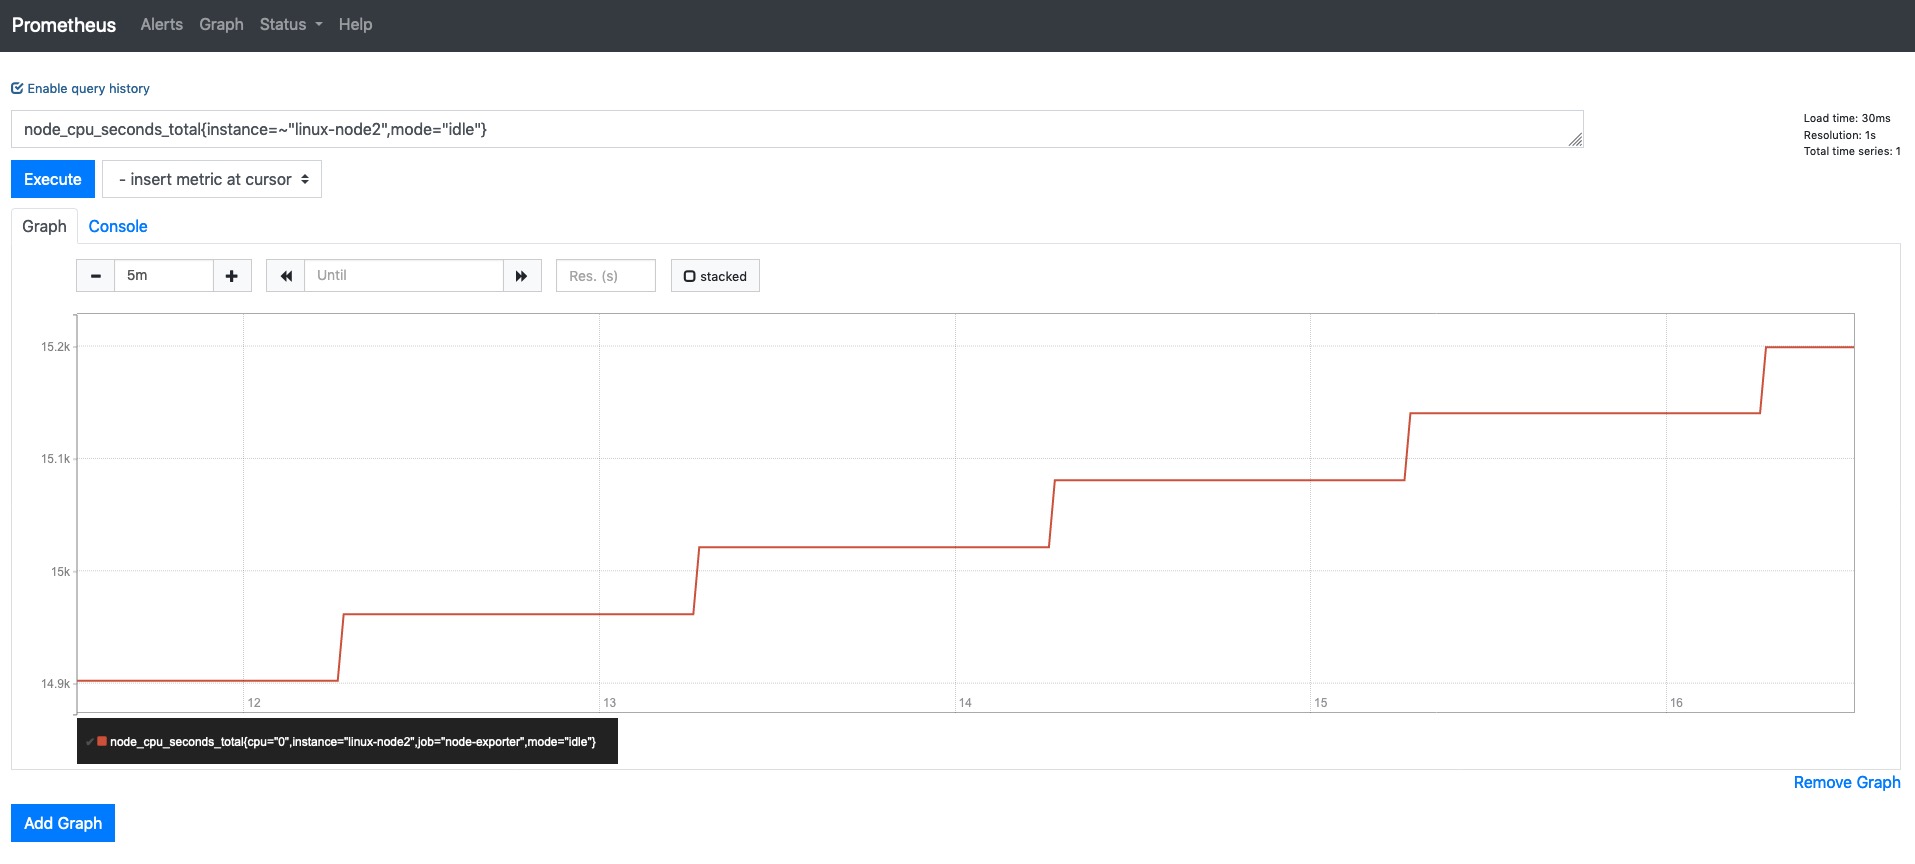 Prometheus Alerts Graph Status Help
Enable query history
node_cpu_seconds_total{instance=~"linux-node2",mode="idle"}
Load time: 30ms
Resolution: 1s
Total time series: 1
Execute
- insert metric at cursor
Graph Console
5m
Until
Res. (s)
stacked
15.2k
15.1k
15k
14.9k
12 13 14 15 16
node_cpu_seconds_total{cpu="0",instance="linux-node2",job="node-exporter",mode="idle"}
Remove Graph
Add Graph